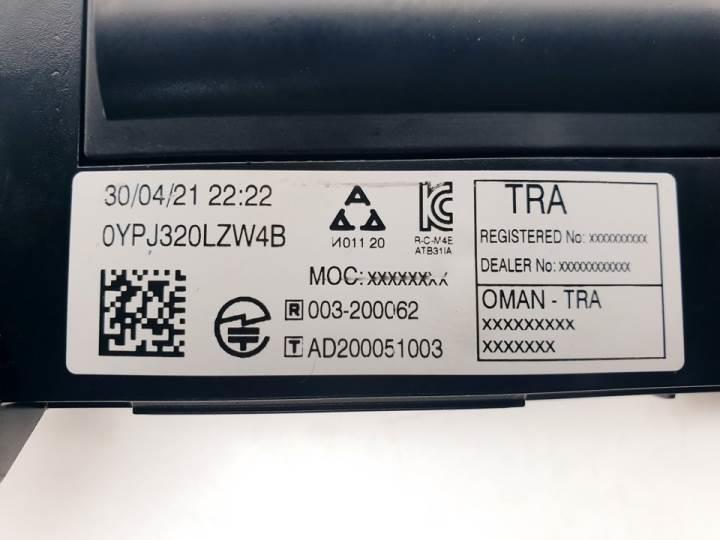 30/04/21 22:22
0YPJ320LZW4B
И011 20
R-C-M4E
ATB31IA
MOC: xxxxxxxx
R 003-200062
T AD200051003
TRA
REGISTERED No: xxxxxxxxxx
DEALER No: xxxxxxxxxxxx
OMAN - TRA
xxxxxxxxx
xxxxxxx